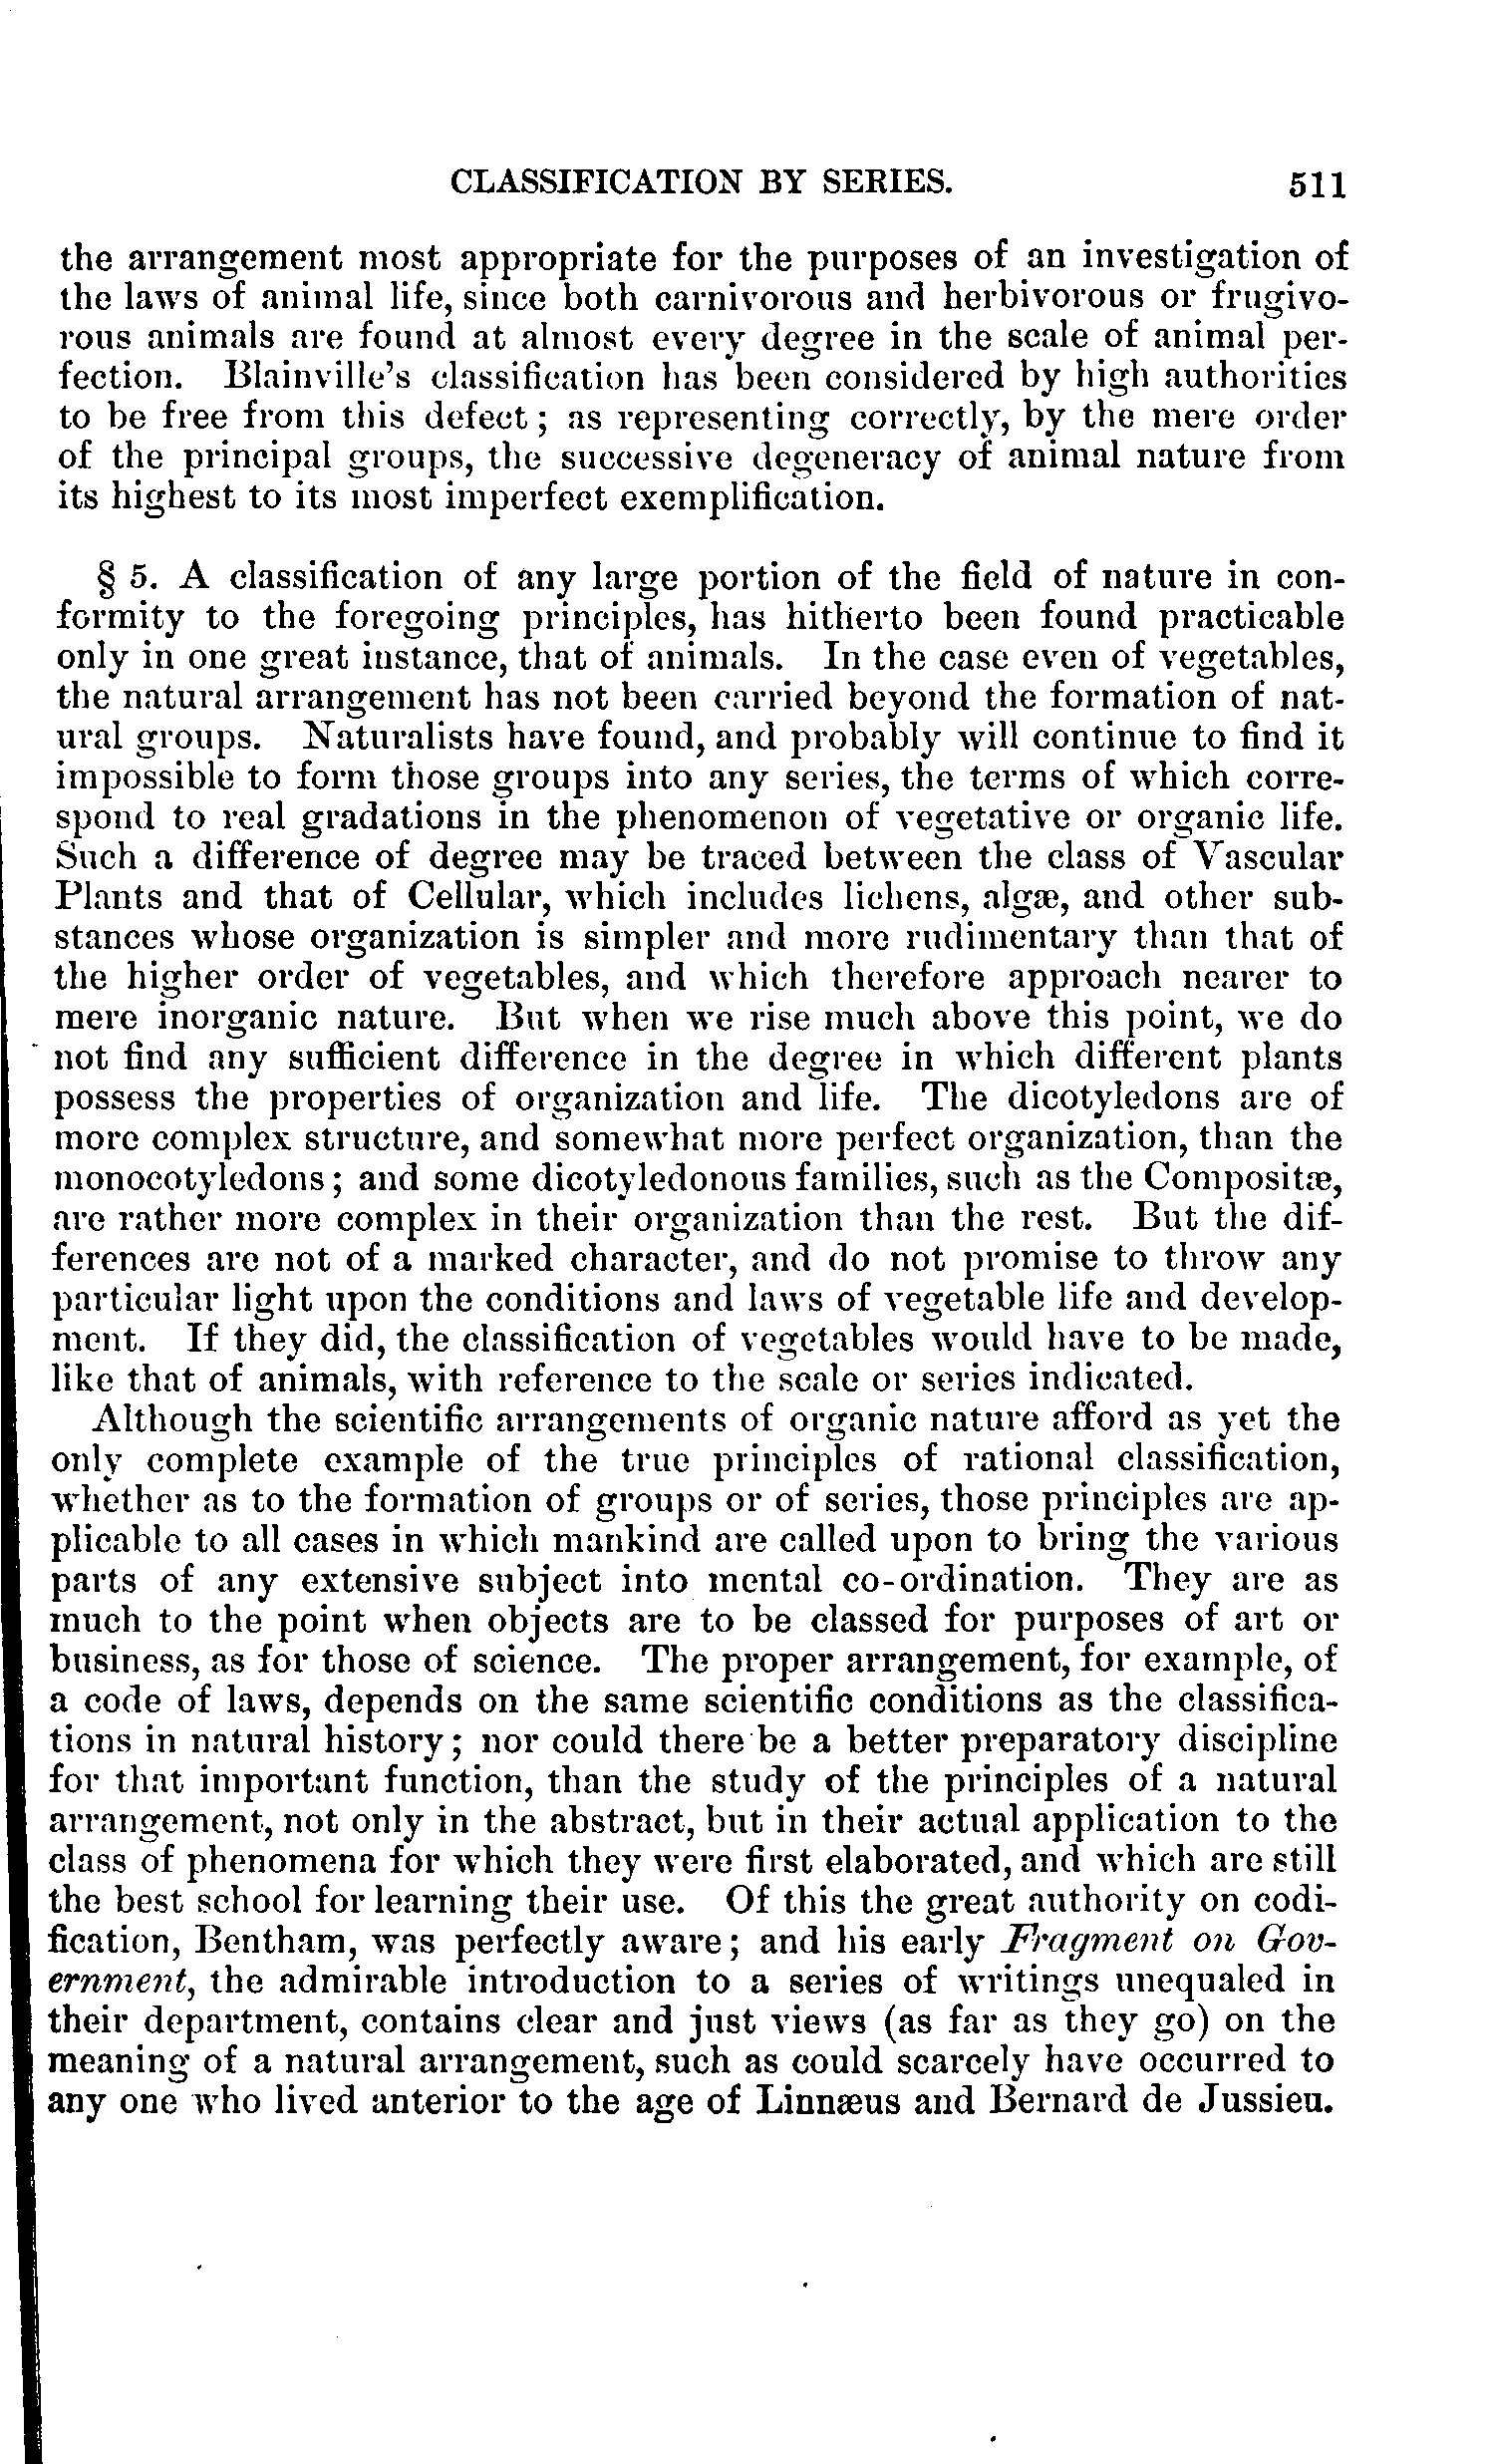 CLASSIFICATION BY SERIES. 511
the arrangement most appropriate for the purposes of an investigation of
the laws of animal life, since both carnivorous and herbivorous or frugivo-
rous animals are found at almost every degree in the scale of animal per-
fection. Blainville's classification has been considered by high authorities
to be free from this defect; as representing correctly, by the mere order
of the principal groups, the successive degeneracy of animal nature from
its highest to its most imperfect exemplification.
§ 5. A classification of any large portion of the field of nature in con-
formity to the foregoing principles, has hitherto been found practicable
only in one great instance, that of animals. In the case even of vegetables,
the natural arrangement has not been carried beyond the formation of nat-
ural groups. Naturalists have found, and probably will continue to find it
impossible to form those groups into any series, the terms of which corre-
spond to real gradations in the phenomenon of vegetative or organic life.
Such a difference of degree may be traced between the class of Vascular
Plants and that of Cellular, which includes lichens, algæ, and other sub-
stances whose organization is simpler and more rudimentary than that of
the higher order of vegetables, and which therefore approach nearer to
mere inorganic nature. But when we rise much above this point, we do
not find any sufficient difference in the degree in which different plants
possess the properties of organization and life. The dicotyledons are of
more complex structure, and somewhat more perfect organization, than the
monocotyledons; and some dicotyledonous families, such as the Compositæ,
are rather more complex in their organization than the rest. But the dif-
ferences are not of a marked character, and do not promise to throw any
particular light upon the conditions and laws of vegetable life and develop-
ment. If they did, the classification of vegetables would have to be made,
like that of animals, with reference to the scale or series indicated.
Although the scientific arrangements of organic nature afford as yet the
only complete example of the true principles of rational classification,
whether as to the formation of groups or of series, those principles are ap-
plicable to all cases in which mankind are called upon to bring the various
parts of any extensive subject into mental co-ordination. They are as
much to the point when objects are to be classed for purposes of art or
business, as for those of science. The proper arrangement, for example, of
a code of laws, depends on the same scientific conditions as the classifica-
tions in natural history; nor could there be a better preparatory discipline
for that important function, than the study of the principles of a natural
arrangement, not only in the abstract, but in their actual application to the
class of phenomena for which they were first elaborated, and which are still
the best school for learning their use. Of this the great authority on codi-
fication, Bentham, was perfectly aware; and his early Fragment on Gov-
ernment, the admirable introduction to a series of writings unequaled in
their department, contains clear and just views (as far as they go) on the
meaning of a natural arrangement, such as could scarcely have occurred to
any one who lived anterior to the age of Linnæus and Bernard de Jussieu.